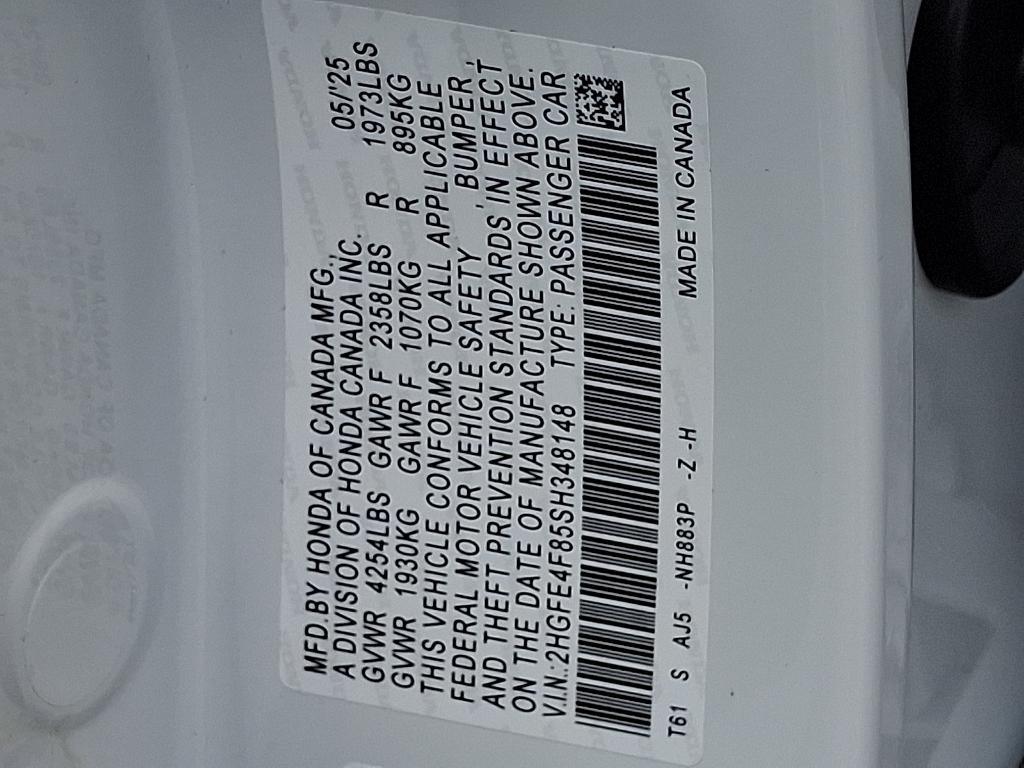 MFD.BY HONDA OF CANADA MFG., 05/'25
A DIVISION OF HONDA CANADA INC.
GVWR 4254LBS GAWR F 2358LBS R 1973LBS
GVWR 1930KG GAWR F 1070KG R 895KG
THIS VEHICLE CONFORMS TO ALL APPLICABLE
FEDERAL MOTOR VEHICLE SAFETY , BUMPER ,
AND THEFT PREVENTION STANDARDS IN EFFECT
ON THE DATE OF MANUFACTURE SHOWN ABOVE.
V.I.N.:2HGFE4F85SH348148 TYPE:PASSENGER CAR
T61 S AJ5 -NH883P -Z -H MADE IN CANADA